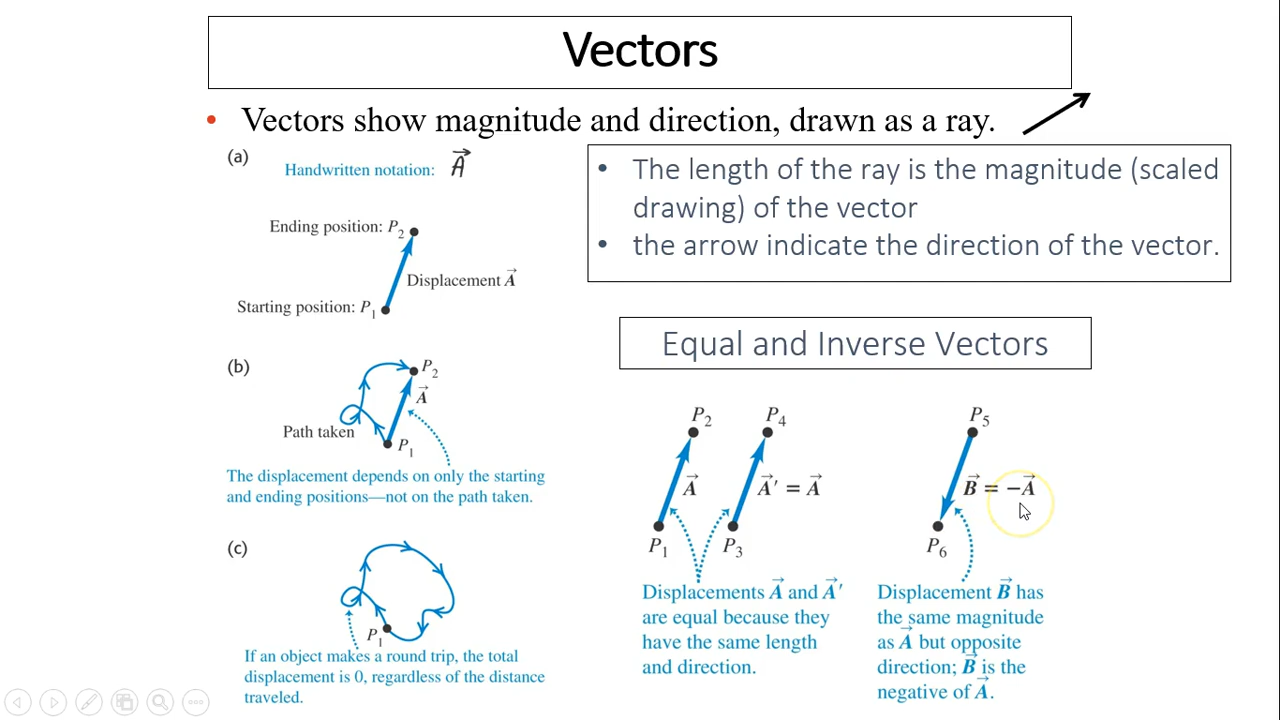 Vectors
• Vectors show magnitude and direction, drawn as a ray.
(a)
Handwritten notation: A⃗
Ending position: P₂
Displacement A⃗
Starting position: P₁
(b)
P₂
A⃗
Path taken
P₁
The displacement depends on only the starting
and ending positions—not on the path taken.
(c)
P₁
If an object makes a round trip, the total
displacement is 0, regardless of the distance
traveled.
• The length of the ray is the magnitude (scaled
drawing) of the vector
• the arrow indicate the direction of the vector.
Equal and Inverse Vectors
P₂
P₄
A⃗
A⃗′ = A⃗
P₁
P₃
Displacements A⃗ and A⃗′
are equal because they
have the same length
and direction.
P₅
B⃗ = −A⃗
P₆
Displacement B⃗ has
the same magnitude
as A⃗ but opposite
direction; B⃗ is the
negative of A⃗.